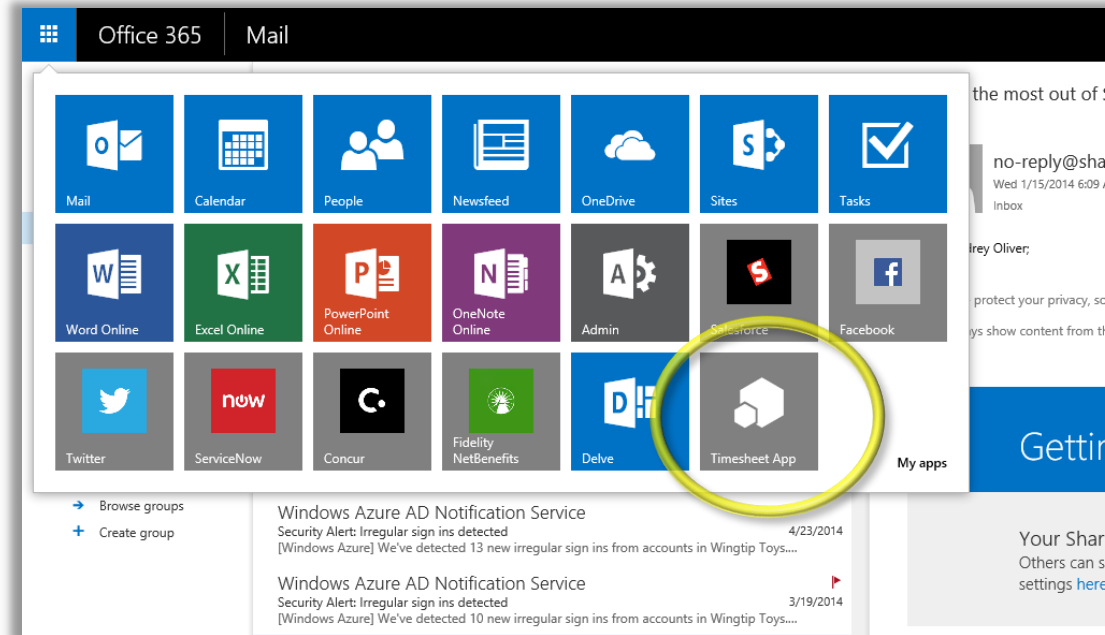 Office 365 Mail
Mail Calendar People Newsfeed OneDrive Sites Tasks
Word Online Excel Online PowerPoint Online OneNote Online Admin Salesforce Facebook
now
Twitter ServiceNow Concur Fidelity NetBenefits Delve Timesheet App
My apps
the most out of S
no-reply@sha
Wed 1/15/2014 6:09 A
Inbox
drey Oliver;
protect your privacy, so
ys show content from th
Gettin
Your Shar
Others can s
settings here
Browse groups
Create group
Windows Azure AD Notification Service
Security Alert: Irregular sign ins detected 4/23/2014
[Windows Azure] We've detected 13 new irregular sign ins from accounts in Wingtip Toys....
Windows Azure AD Notification Service
Security Alert: Irregular sign ins detected 3/19/2014
[Windows Azure] We've detected 10 new irregular sign ins from accounts in Wingtip Toys....